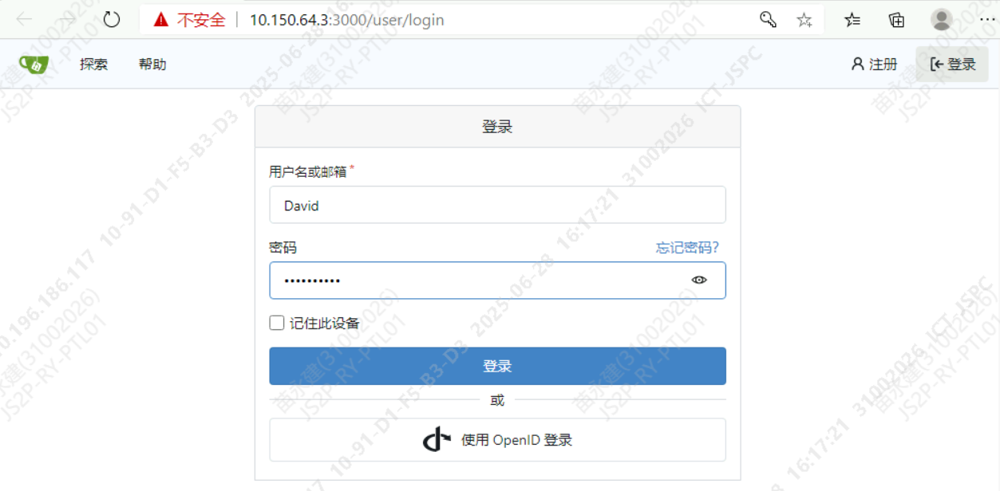 不安全 10.150.64.3:3000/user/login
探索 帮助 注册 登录
登录
用户名或邮箱*
David
密码 忘记密码?
••••••••••
记住此设备
登录
或
使用 OpenID 登录
苗永建(31002026)
JS2P-RY-PTL01
10.196.186.117 10-91-D1-F5-B3-D3 2025-06-28 16:17:21 31002026 ICT-JSPC